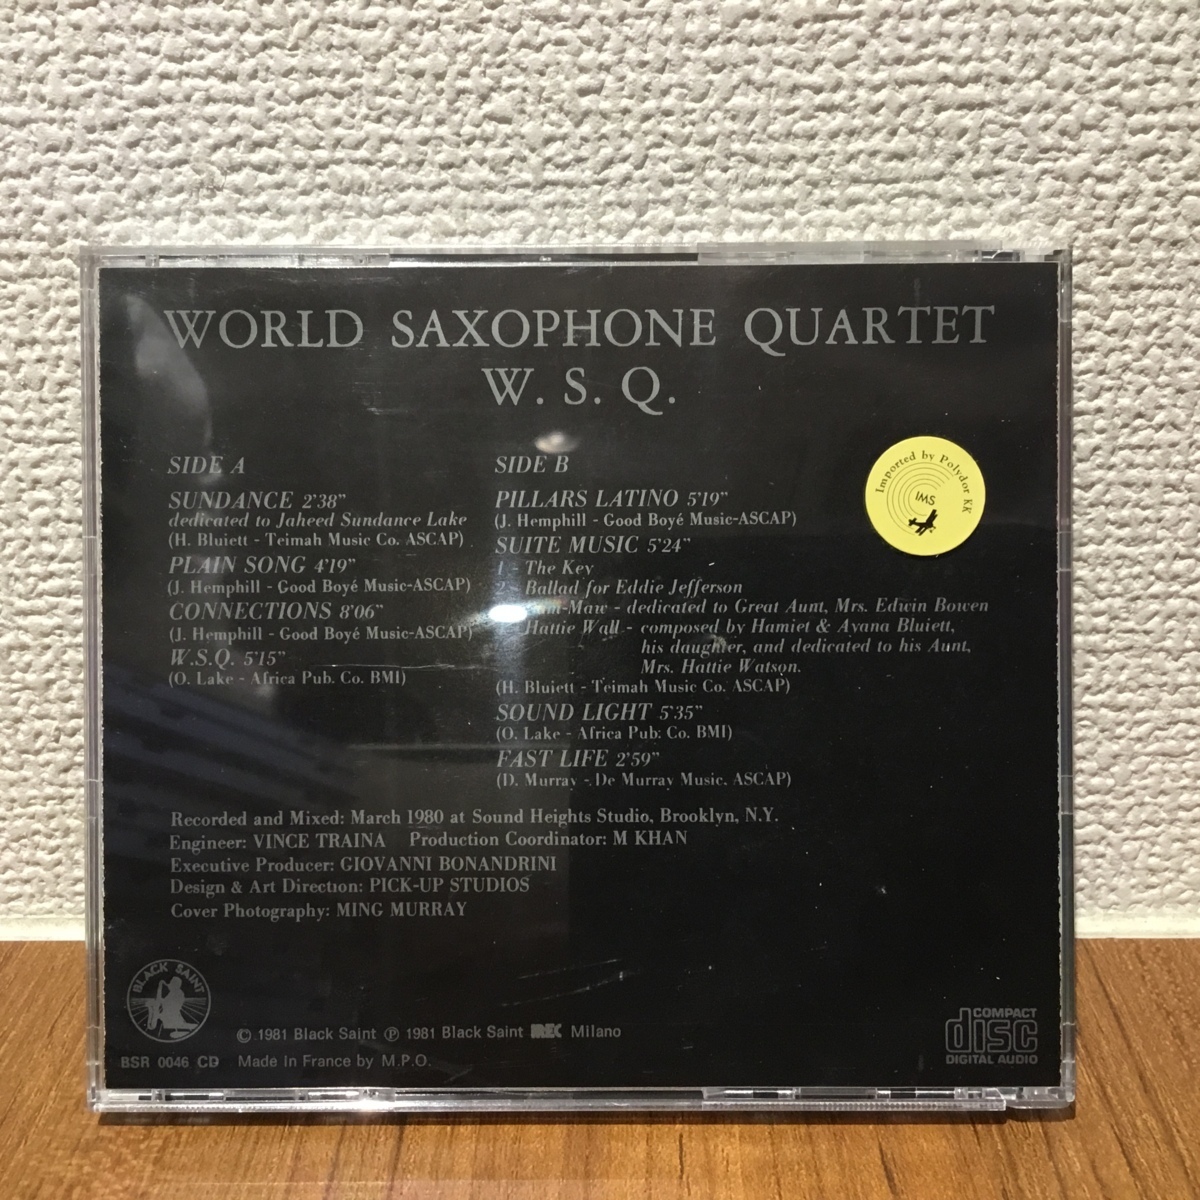 WORLD SAXOPHONE QUARTET
W. S. Q.
SIDE A
SUNDANCE 2'38"
dedicated to Jaheed Sundance Lake
(H. Bluiett - Teimah Music Co. ASCAP)
PLAIN SONG 4'19"
(J. Hemphill - Good Boyé Music-ASCAP)
CONNECTIONS 8'06"
(J. Hemphill - Good Boyé Music-ASCAP)
W.S.Q. 5'15"
(O. Lake - Africa Pub. Co. BMI)
SIDE B
PILLARS LATINO 5'19"
(J. Hemphill - Good Boyé Music-ASCAP)
SUITE MUSIC 5'24"
1 - The Key
2 - Ballad for Eddie Jefferson
- dedicated to Great Aunt, Mrs. Edwin Bowen
Hattie Wall - composed by Hamiet & Ayana Bluiett,
his daughter, and dedicated to his Aunt,
Mrs. Hattie Watson.
(H. Bluiett - Teimah Music Co. ASCAP)
SOUND LIGHT 5'35"
(O. Lake - Africa Pub. Co. BMI)
FAST LIFE 2'59"
(D. Murray - De Murray Music. ASCAP)
Imported by Polydor KK
IMS
Recorded and Mixed: March 1980 at Sound Heights Studio, Brooklyn, N.Y.
Engineer: VINCE TRAINA Production Coordinator: M KHAN
Executive Producer: GIOVANNI BONANDRINI
Design & Art Direction: PICK-UP STUDIOS
Cover Photography: MING MURRAY
BLACK SAINT
© 1981 Black Saint ℗ 1981 Black Saint IREC Milano
BSR 0046 CD Made In France by M.P.O.
COMPACT
disc
DIGITAL AUDIO